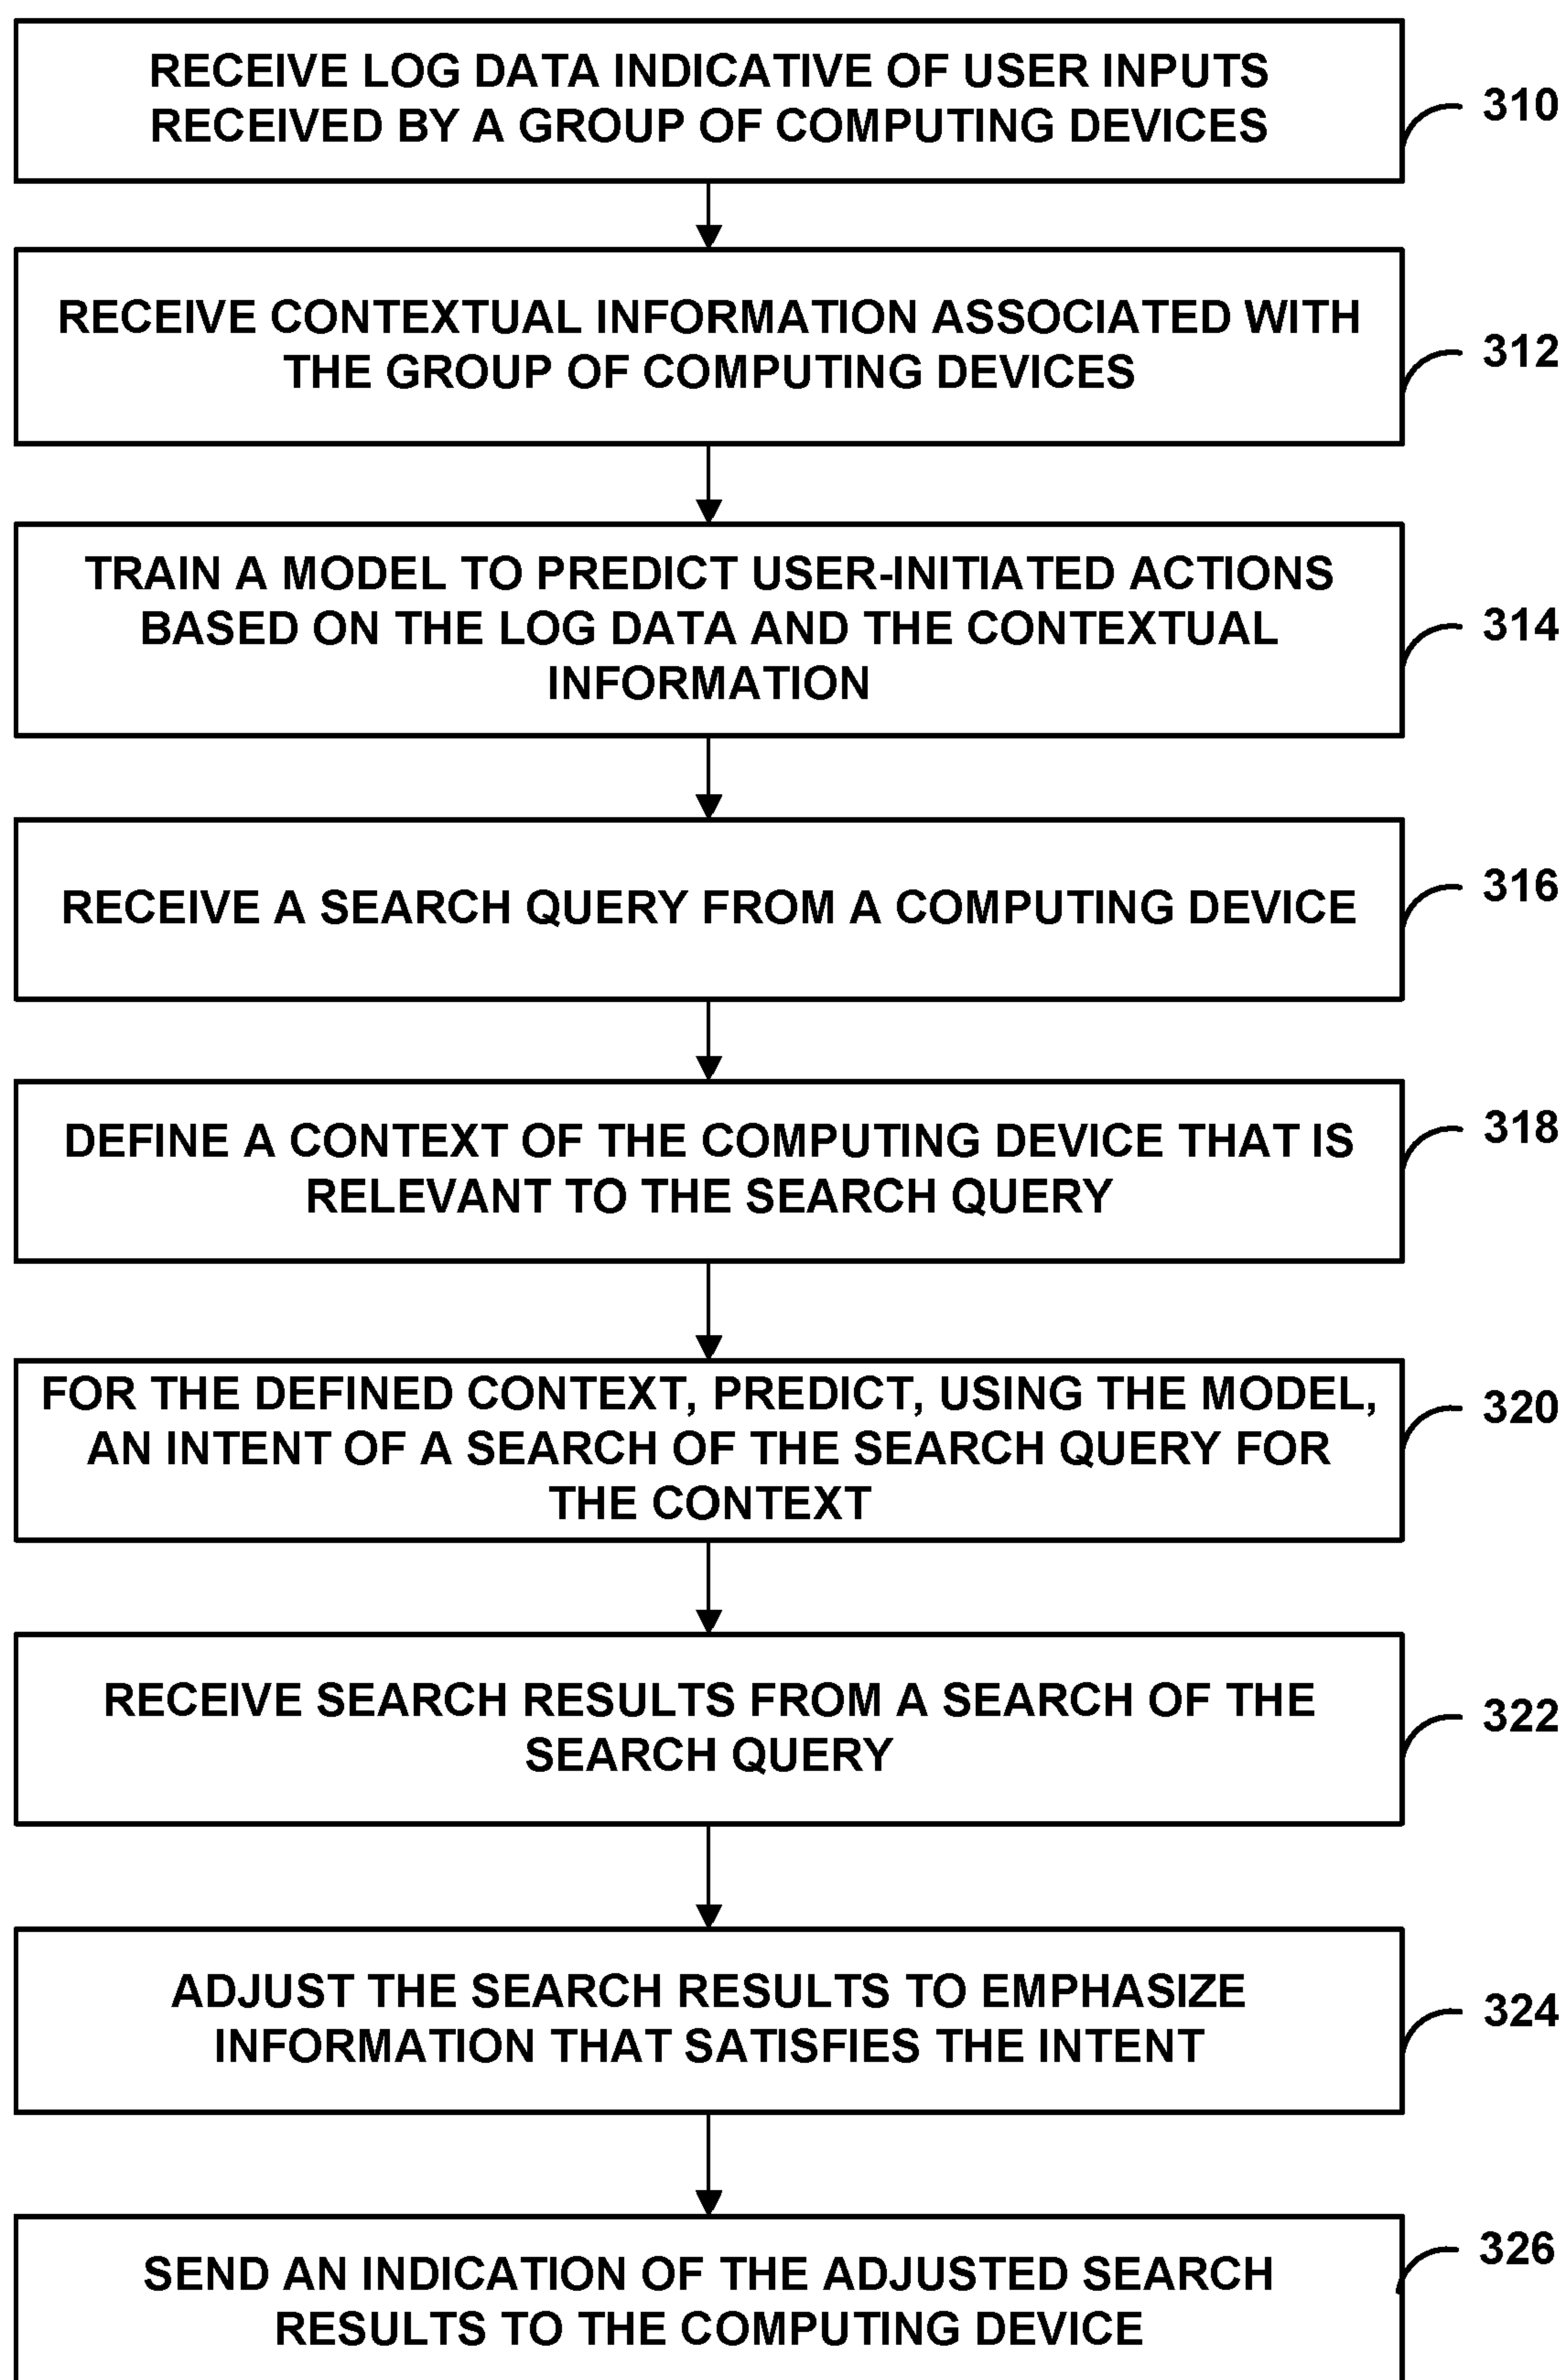 RECEIVE LOG DATA INDICATIVE OF USER INPUTS
RECEIVED BY A GROUP OF COMPUTING DEVICES
310
RECEIVE CONTEXTUAL INFORMATION ASSOCIATED WITH
THE GROUP OF COMPUTING DEVICES
312
TRAIN A MODEL TO PREDICT USER-INITIATED ACTIONS
BASED ON THE LOG DATA AND THE CONTEXTUAL
INFORMATION
314
RECEIVE A SEARCH QUERY FROM A COMPUTING DEVICE
316
DEFINE A CONTEXT OF THE COMPUTING DEVICE THAT IS
RELEVANT TO THE SEARCH QUERY
318
FOR THE DEFINED CONTEXT, PREDICT, USING THE MODEL,
AN INTENT OF A SEARCH OF THE SEARCH QUERY FOR
THE CONTEXT
320
RECEIVE SEARCH RESULTS FROM A SEARCH OF THE
SEARCH QUERY
322
ADJUST THE SEARCH RESULTS TO EMPHASIZE
INFORMATION THAT SATISFIES THE INTENT
324
SEND AN INDICATION OF THE ADJUSTED SEARCH
RESULTS TO THE COMPUTING DEVICE
326